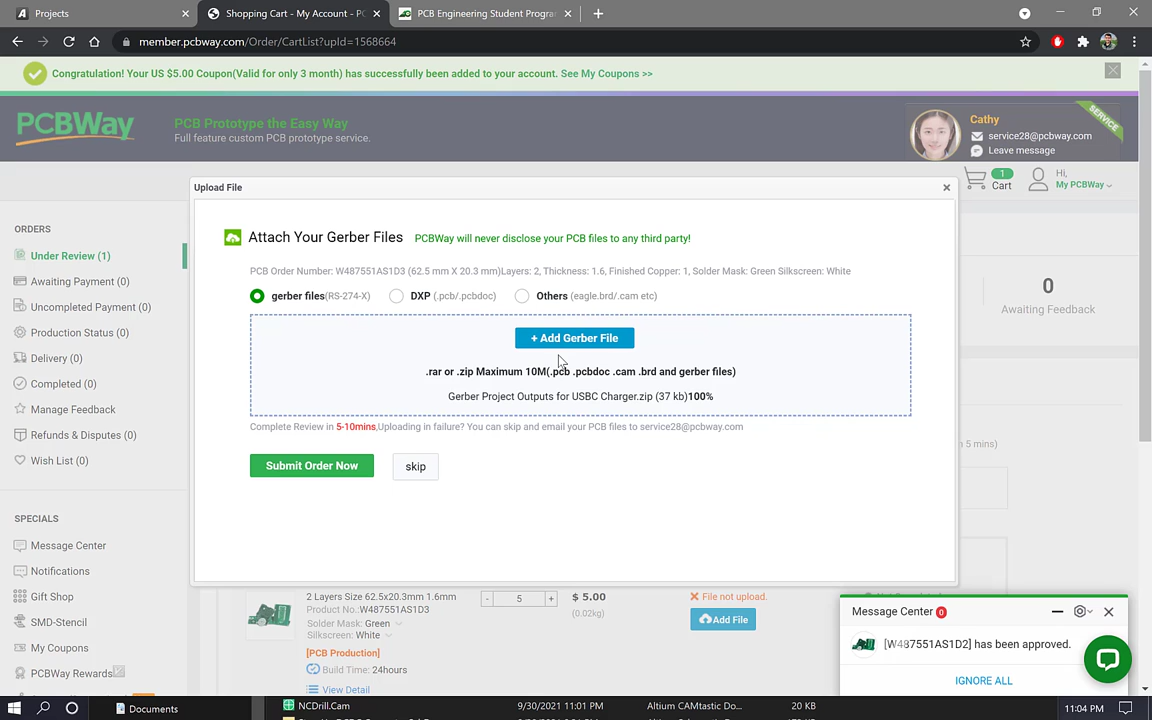 Projects
Shopping Cart - My Account - PC
PCB Engineering Student Progra
member.pcbway.com/Order/CartList?upId=1568664
Congratulation! Your US $5.00 Coupon(Valid for only 3 month) has successfully been added to your account. See My Coupons >>
PCBWay
PCB Prototype the Easy Way
Full feature custom PCB prototype service.
Cathy
service28@pcbway.com
Leave message
SERVICE
1
Cart
Hi,
My PCBWay
Upload File
Attach Your Gerber Files
PCBWay will never disclose your PCB files to any third party!
PCB Order Number: W487551AS1D3 (62.5 mm X 20.3 mm)Layers: 2, Thickness: 1.6, Finished Copper: 1, Solder Mask: Green Silkscreen: White
gerber files(RS-274-X)
DXP (.pcb/.pcbdoc)
Others (eagle.brd/.cam etc)
+ Add Gerber File
.rar or .zip Maximum 10M(.pcb .pcbdoc .cam .brd and gerber files)
Gerber Project Outputs for USBC Charger.zip (37 kb)100%
Complete Review in 5-10mins,Uploading in failure? You can skip and email your PCB files to service28@pcbway.com
Submit Order Now
skip
ORDERS
Under Review (1)
Awaiting Payment (0)
Uncompleted Payment (0)
Production Status (0)
Delivery (0)
Completed (0)
Manage Feedback
Refunds & Disputes (0)
Wish List (0)
SPECIALS
Message Center
Notifications
Gift Shop
SMD-Stencil
My Coupons
PCBWay Rewards
0
Awaiting Feedback
5 mins)
2 Layers Size 62.5x20.3mm 1.6mm
Product No.:W487551AS1D3
Solder Mask: Green
Silkscreen: White
[PCB Production]
Build Time: 24hours
View Detail
- 5 +
$ 5.00
(0.02kg)
File not upload.
Add File
Message Center 0
[W487551AS1D2] has been approved.
IGNORE ALL
Documents
NCDrill.Cam
9/30/2021 11:01 PM
Altium CAMtastic Do...
20 KB
11:04 PM